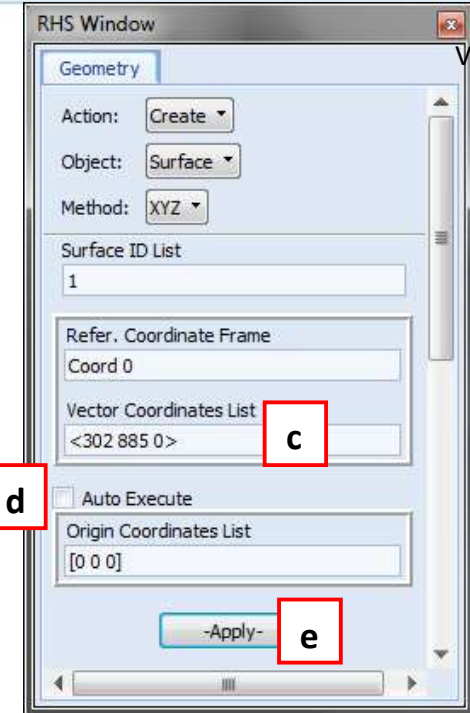 RHS Window
V
Geometry
Action: Create
Object: Surface
Method: XYZ
Surface ID List
1
Refer. Coordinate Frame
Coord 0
Vector Coordinates List
<302 885 0> c
d Auto Execute
Origin Coordinates List
[0 0 0]
-Apply- e